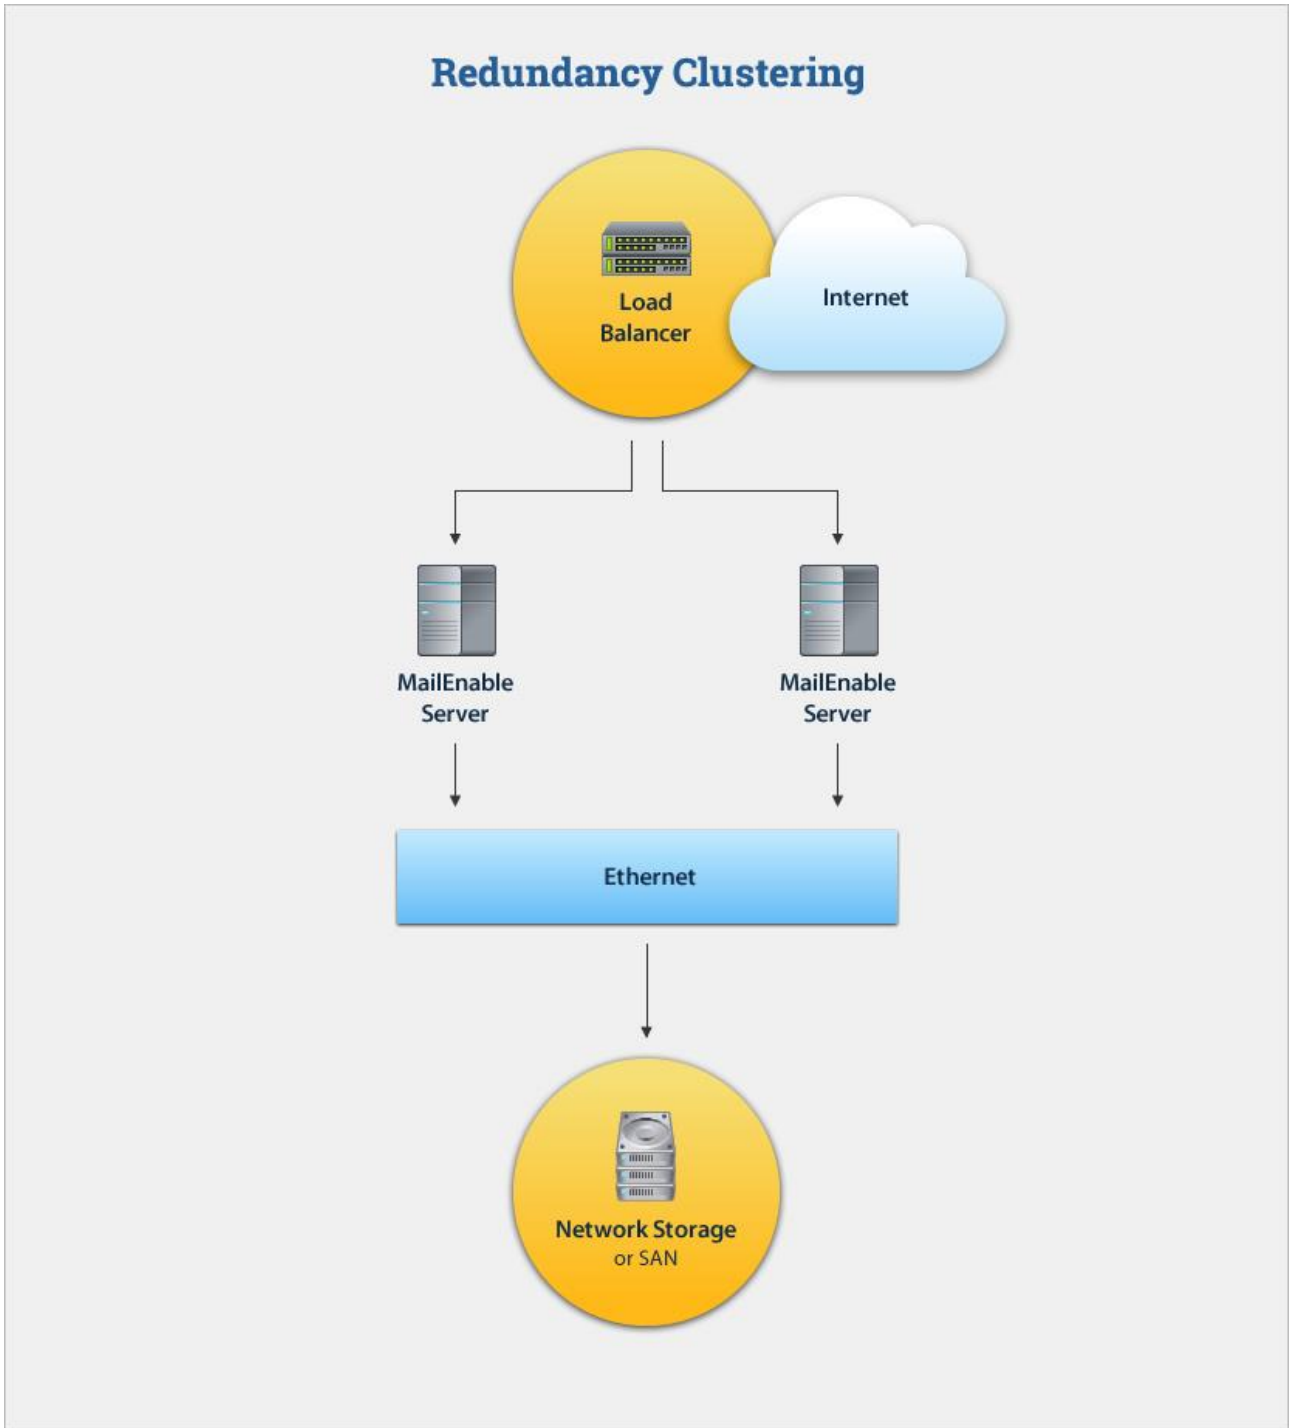 Redundancy Clustering
Load
Balancer
Internet
MailEnable
Server
MailEnable
Server
Ethernet
Network Storage
or SAN